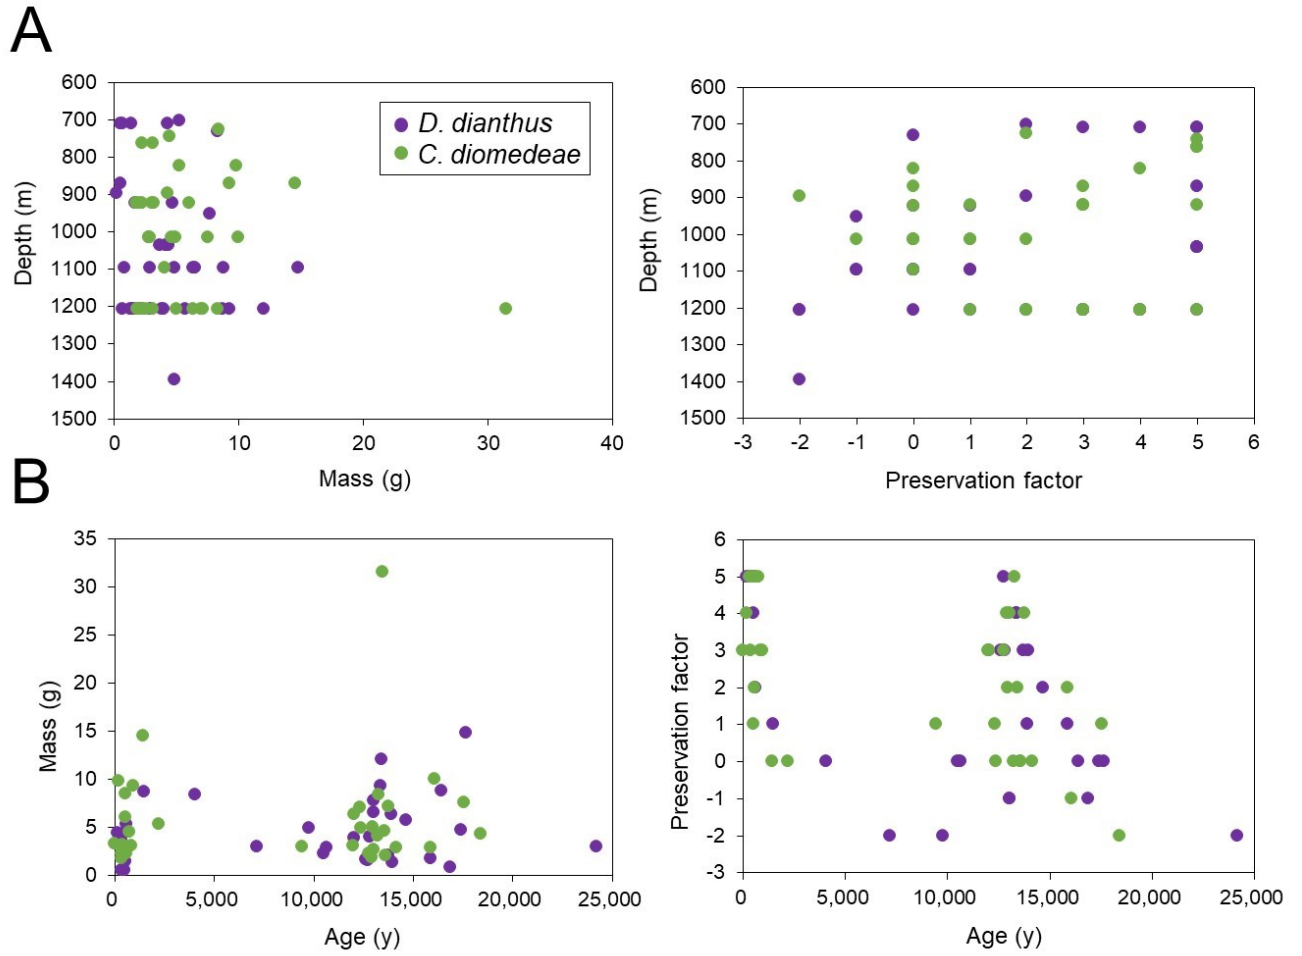 A
600
700
800
900
1000
1100
1200
1300
1400
1500
Depth (m)
0 10 20 30 40
Mass (g)
D. dianthus
C. diomedeae
600
700
800
900
1000
1100
1200
1300
1400
1500
Depth (m)
-3 -2 -1 0 1 2 3 4 5 6
Preservation factor
B
35
30
25
20
15
10
5
0
Mass (g)
0 5,000 10,000 15,000 20,000 25,000
Age (y)
6
5
4
3
2
1
0
-1
-2
-3
Preservation factor
0 5,000 10,000 15,000 20,000 25,000
Age (y)